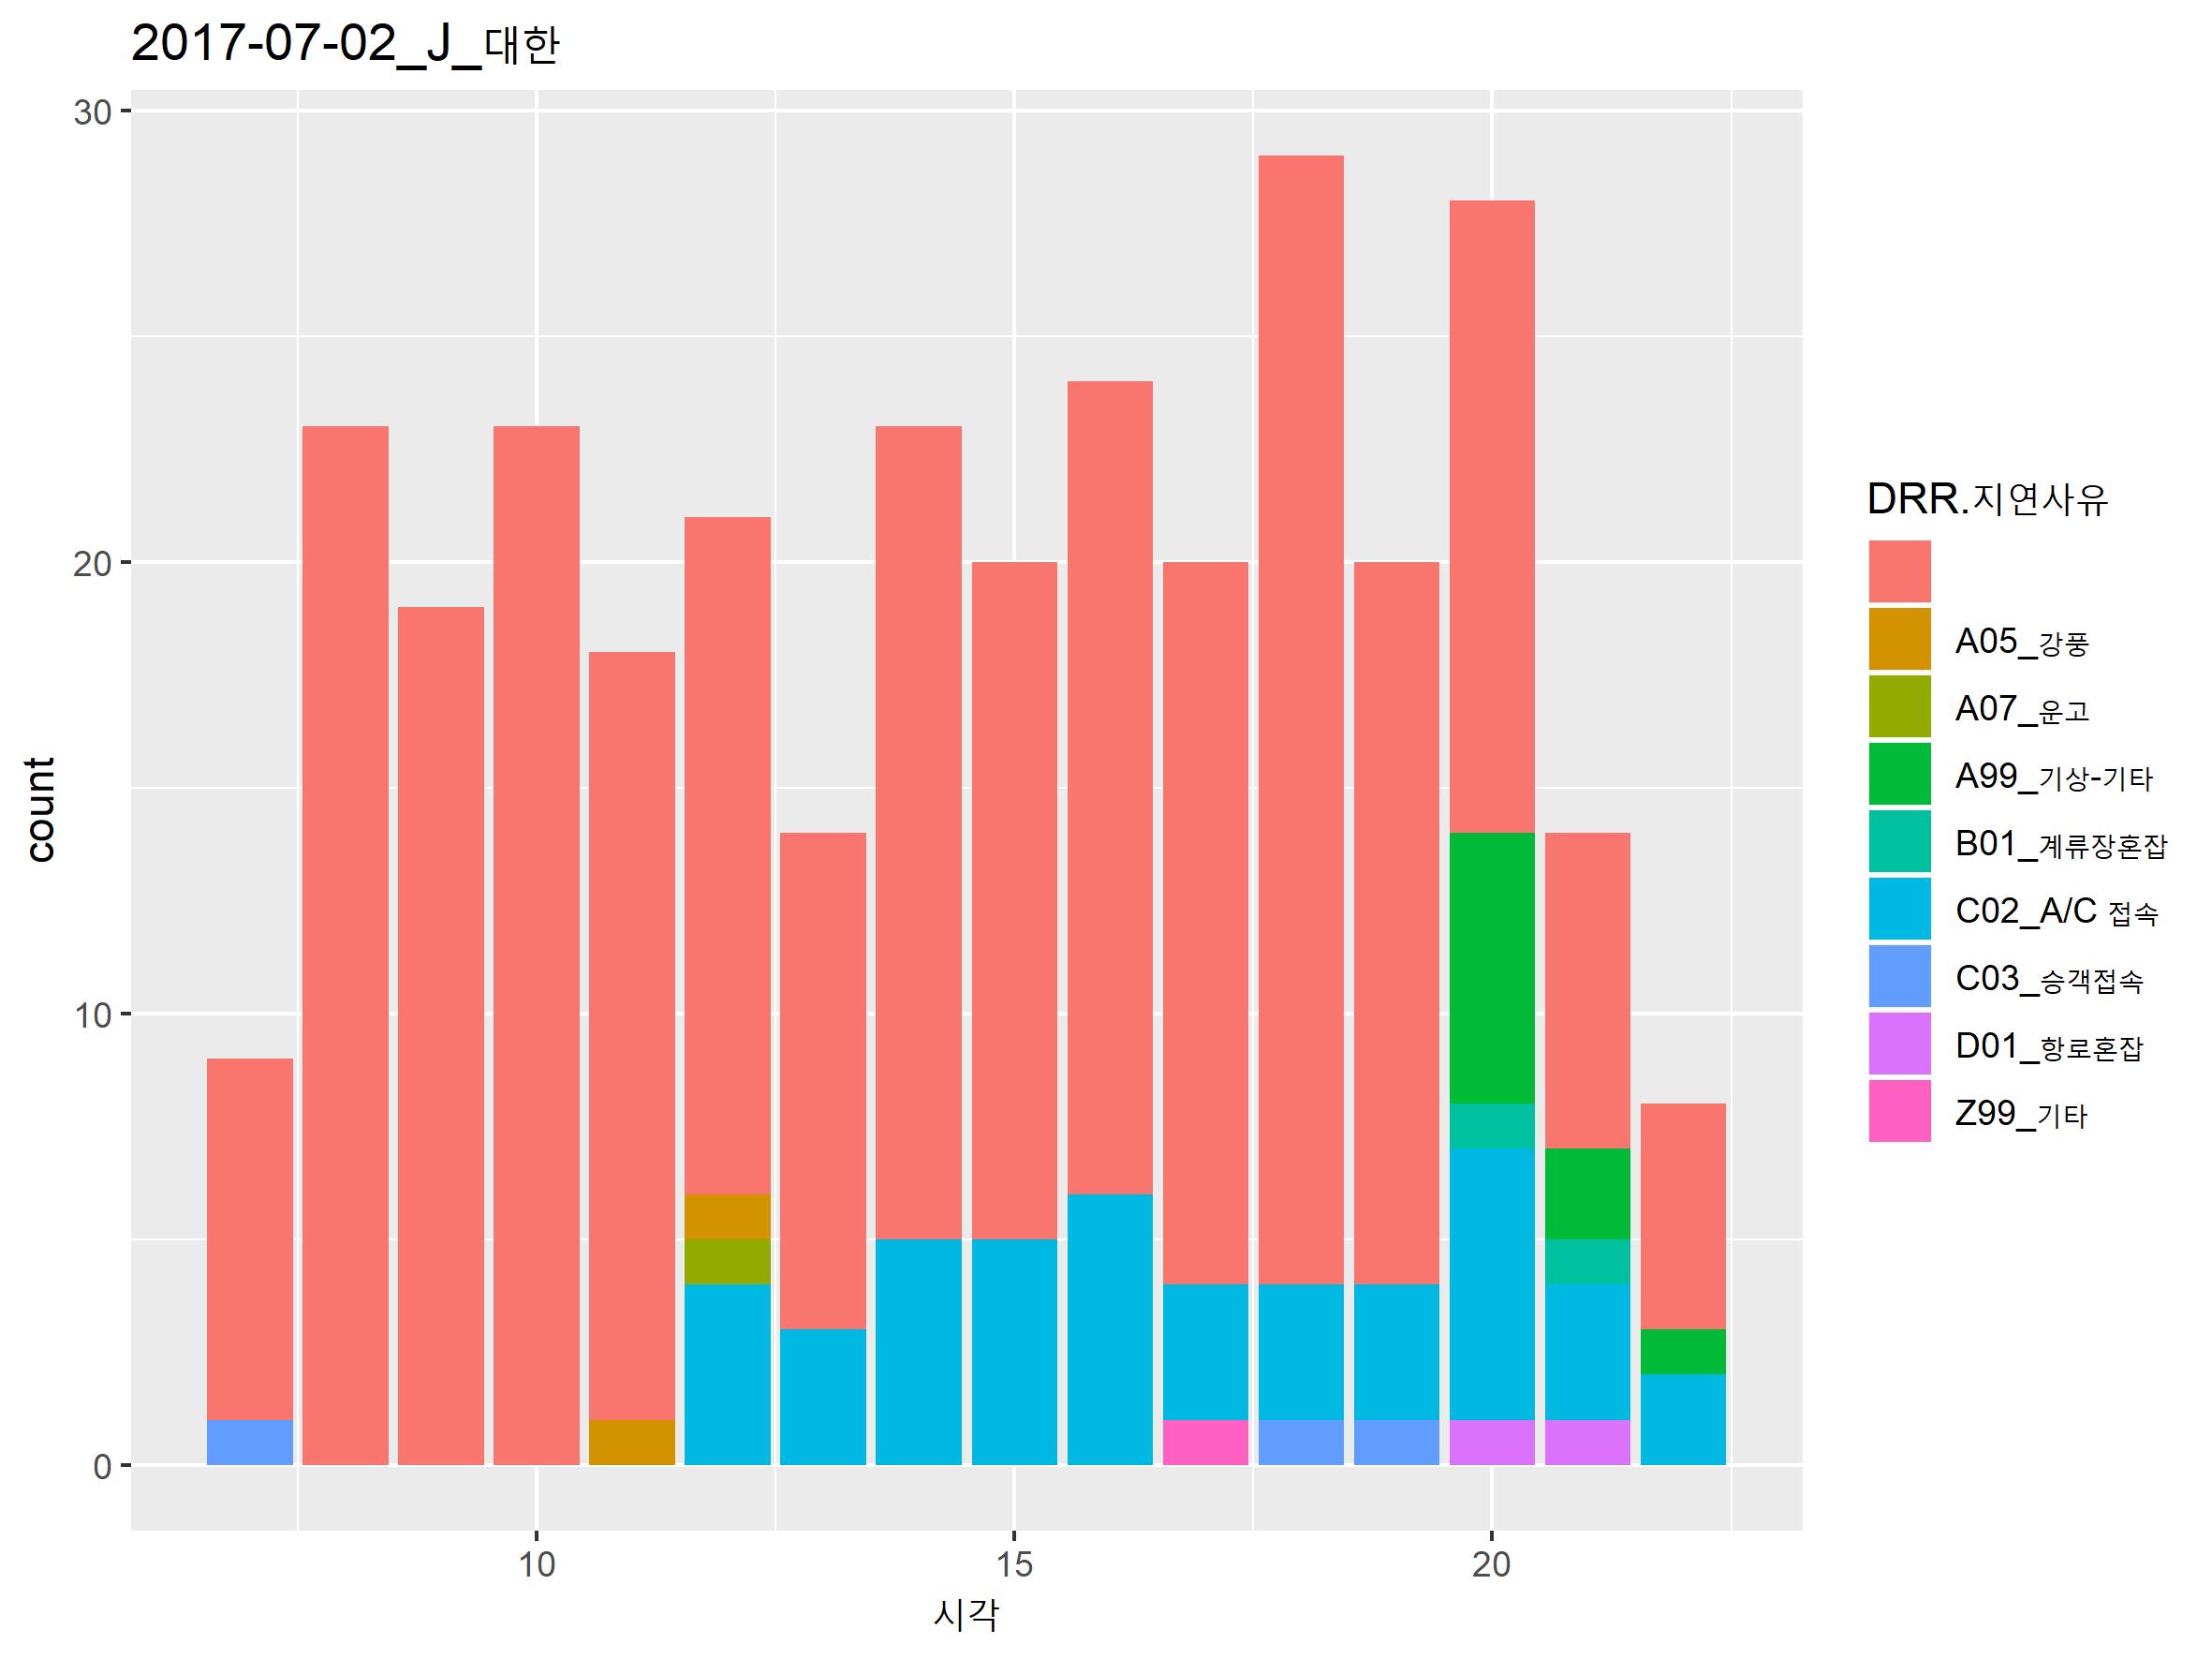 2017-07-02_J_대한
30
20
10
0
count
10
15
20
시각
DRR.지연사유
A05_강풍
A07_운고
A99_기상-기타
B01_계류장혼잡
C02_A/C 접속
C03_승객접속
D01_항로혼잡
Z99_기타